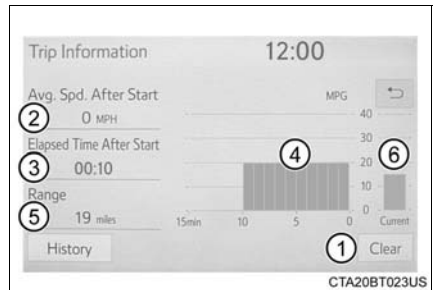 Trip Information 12:00
Avg. Spd. After Start MPG
2 0 MPH 40
Elapsed Time After Start 30
3 00:10 4 20 6
Range 10
5 19 miles 15min 10 5 0 0 Current
History 1 Clear
CTA20BT023US